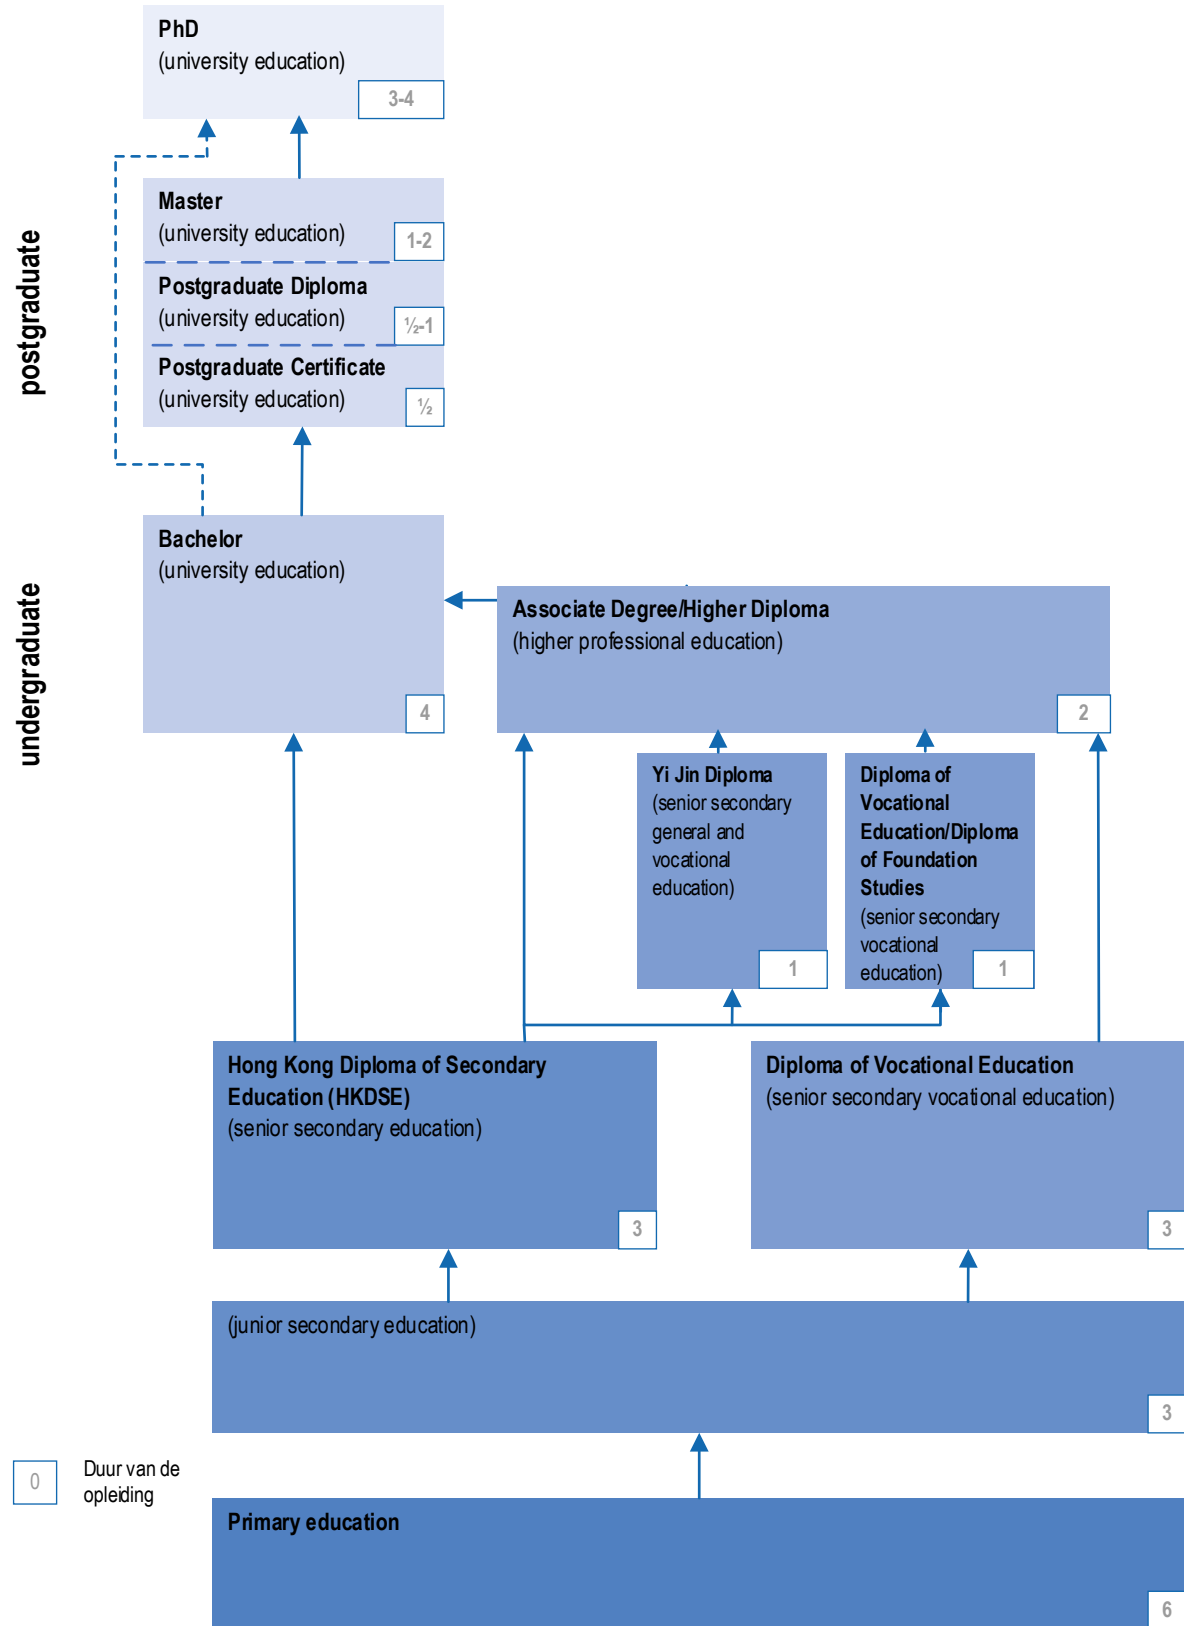 PhD
(university education)
3-4
postgraduate
Master
(university education)
1-2
Postgraduate Diploma
(university education)
½-1
Postgraduate Certificate
(university education)
½
undergraduate
Bachelor
(university education)
4
Associate Degree/Higher Diploma
(higher professional education)
2
Yi Jin Diploma
(senior secondary
general and
vocational
education)
1
Diploma of
Vocational
Education/Diploma
of Foundation
Studies
(senior secondary
vocational
education)
1
Hong Kong Diploma of Secondary
Education (HKDSE)
(senior secondary education)
3
Diploma of Vocational Education
(senior secondary vocational education)
3
(junior secondary education)
3
0
Duur van de
opleiding
Primary education
6